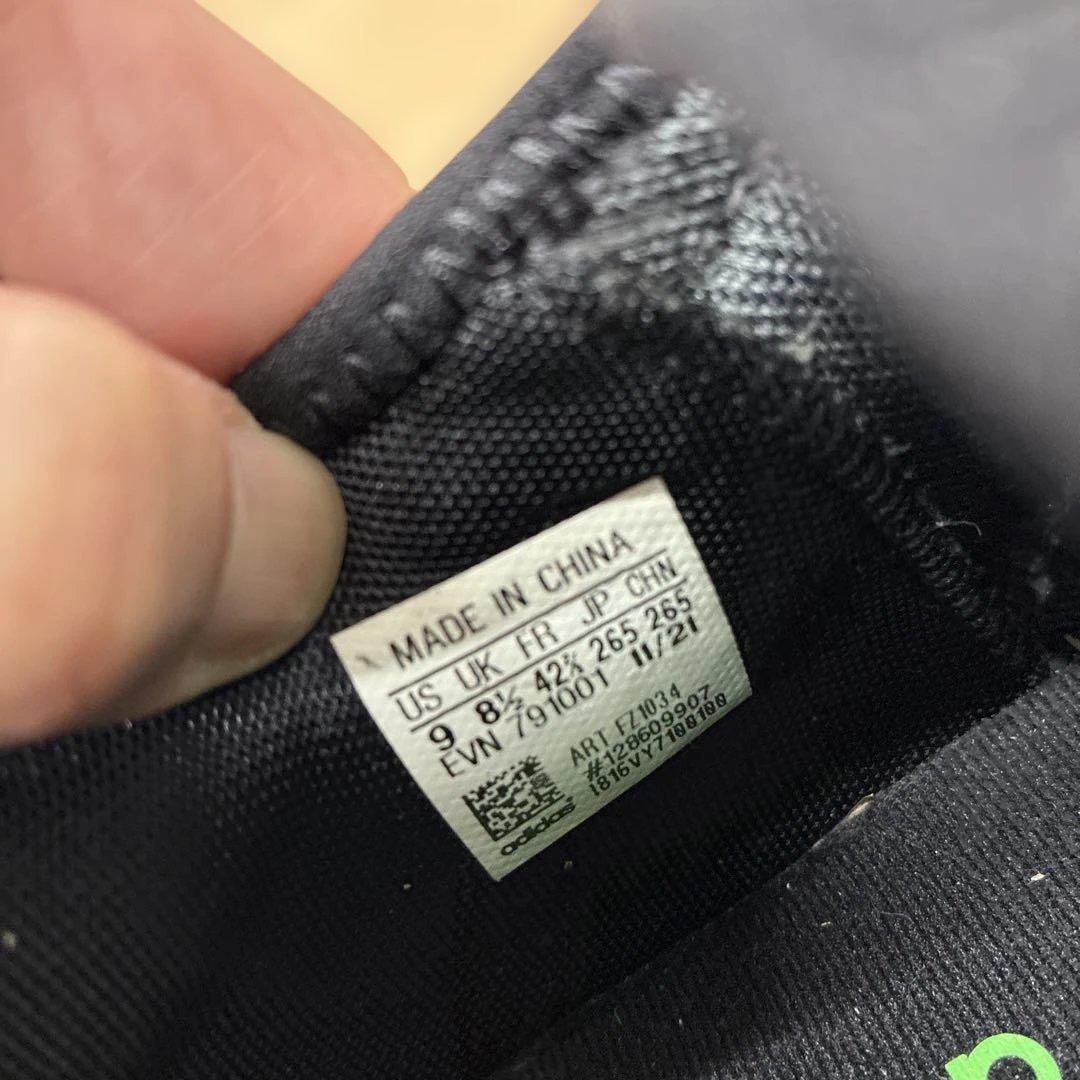 MADE IN CHINA
US UK FR JP CHN
9 8½ 42⅔ 265 265
EVN 791001 11/21
ART FZ1034
#128609907
1816VY7100100
adidas